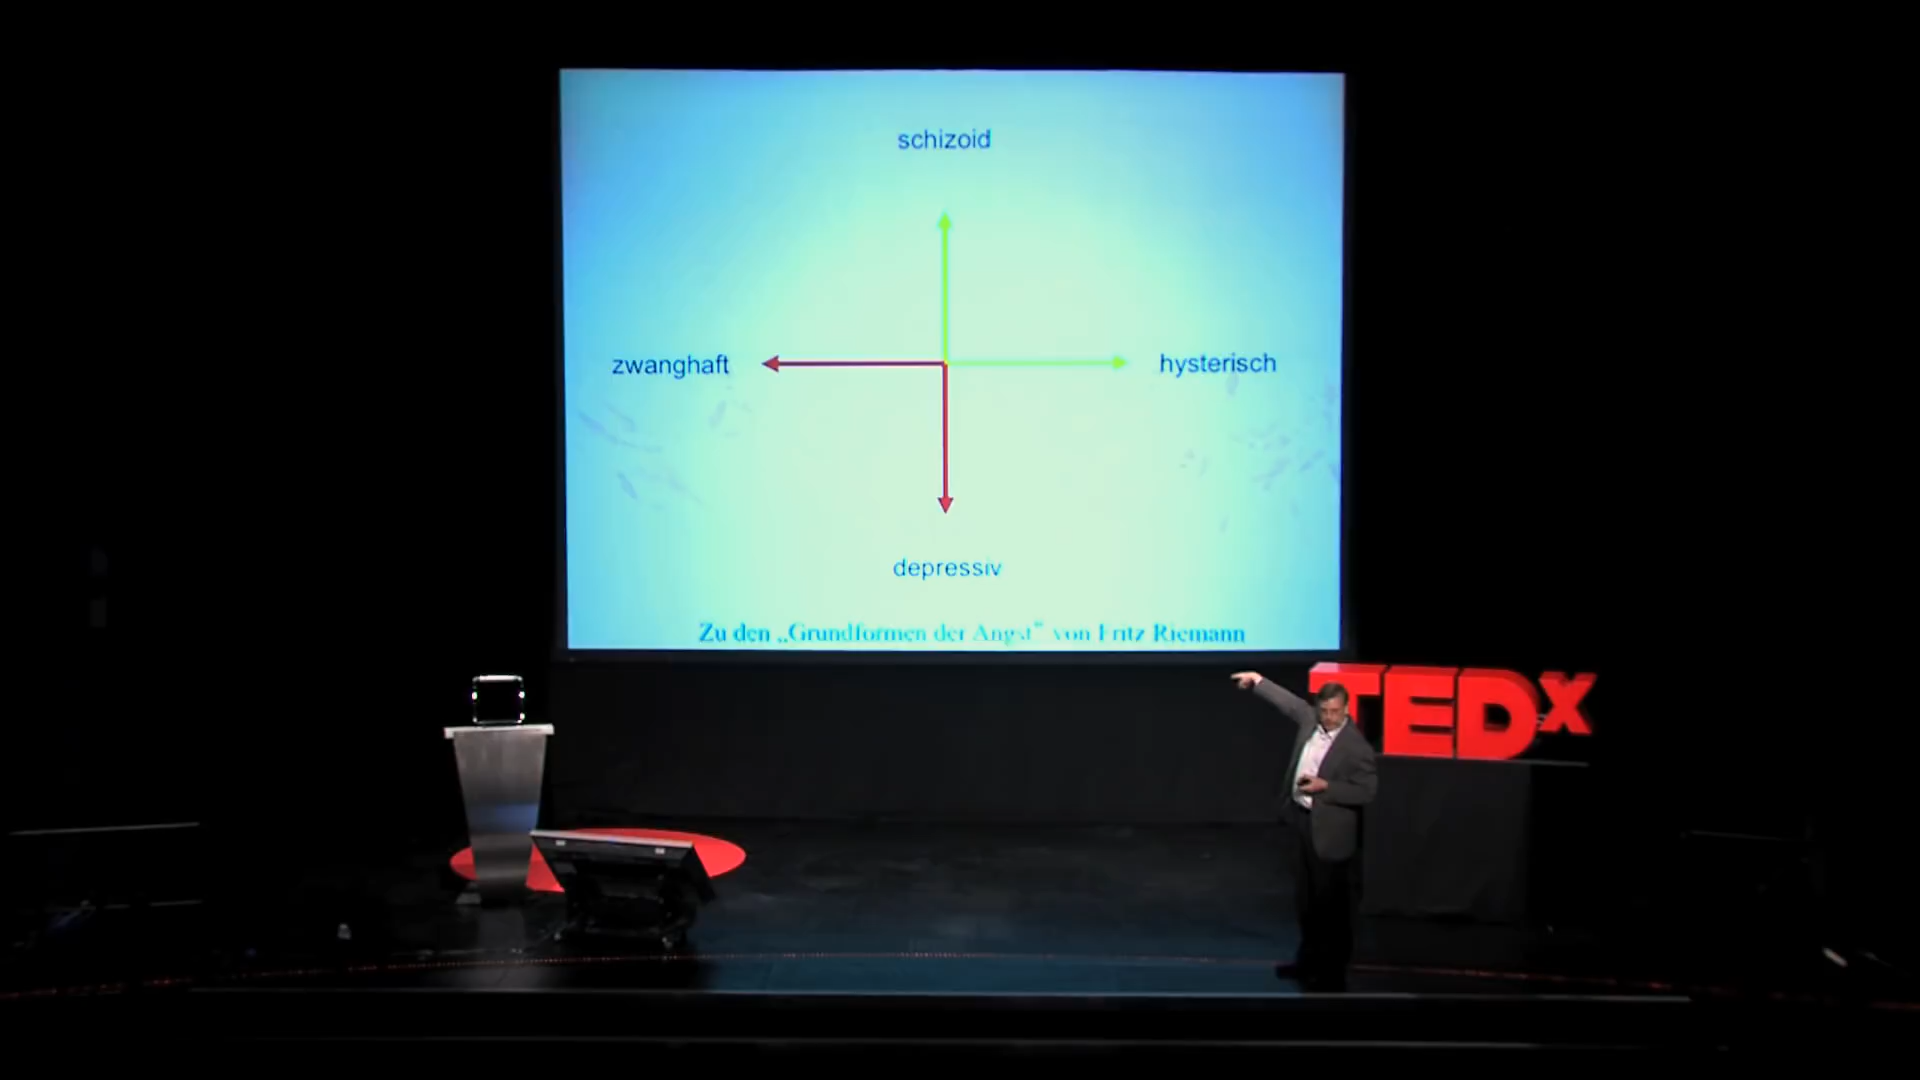 schizoid
zwanghaft
hysterisch
depressiv
Zu den „Grundformen der Angst“ von Fritz Riemann
TEDx